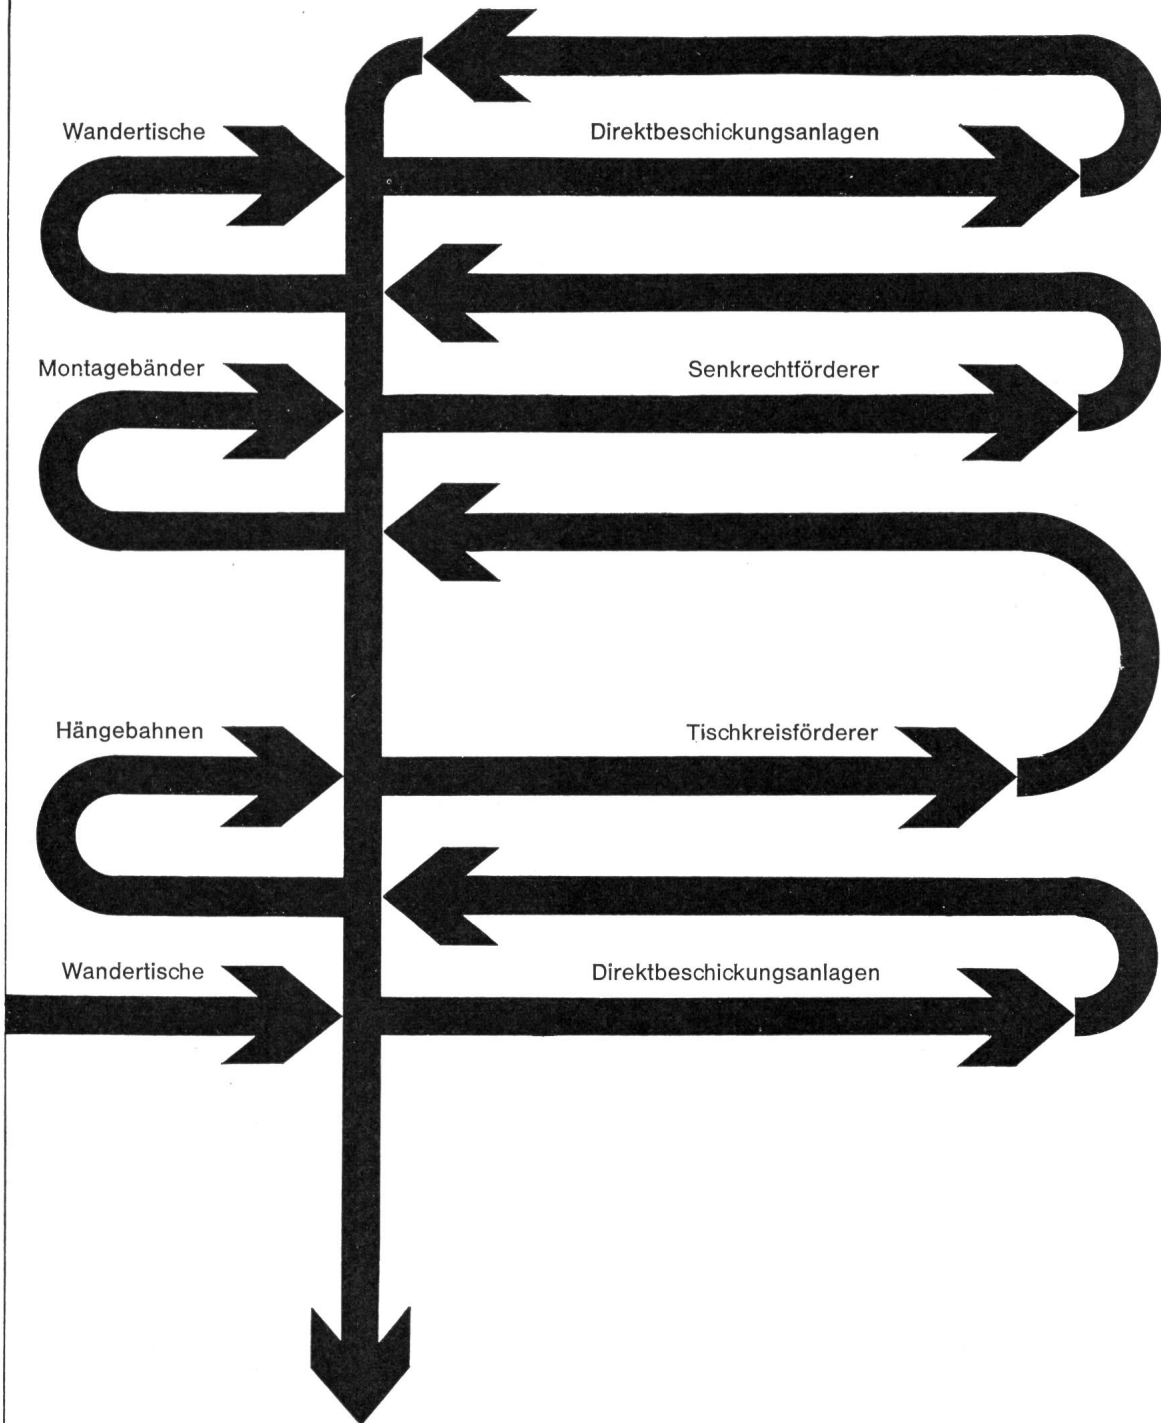 Wandertische
Direktbeschickungsanlagen
Montagebänder
Senkrechtförderer
Hängebahnen
Tischkreisförderer
Wandertische
Direktbeschickungsanlagen